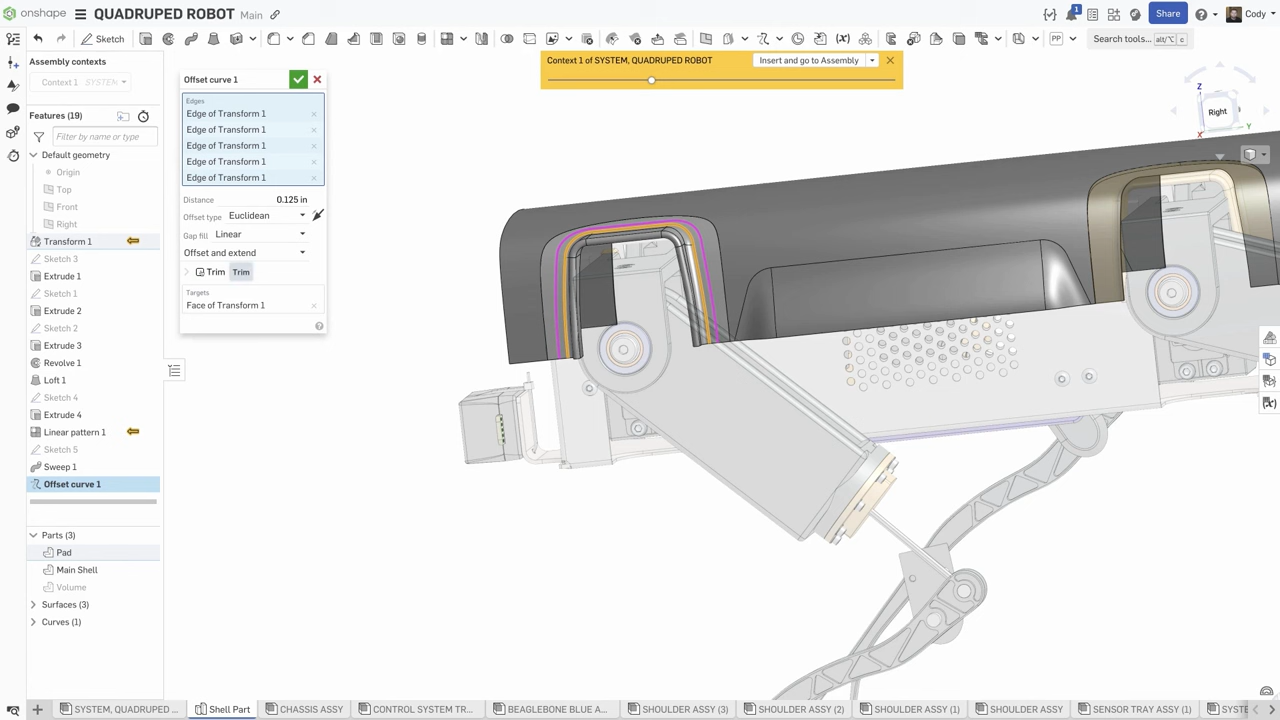 onshape
QUADRUPED ROBOT Main
1
Share
Cody
Sketch
PP
Search tools... alt/⌥ c
Assembly contexts
Context 1 SYSTEM,
Features (19)
Filter by name or type
Default geometry
Origin
Top
Front
Right
Transform 1
Sketch 3
Extrude 1
Sketch 1
Extrude 2
Sketch 2
Extrude 3
Revolve 1
Loft 1
Sketch 4
Extrude 4
Linear pattern 1
Sketch 5
Sweep 1
Offset curve 1
Parts (3)
Pad
Main Shell
Volume
Surfaces (3)
Curves (1)
Offset curve 1
Edges
Edge of Transform 1
Edge of Transform 1
Edge of Transform 1
Edge of Transform 1
Edge of Transform 1
Distance 0.125 in
Offset type Euclidean
Gap fill Linear
Offset and extend
Trim Trim
Targets
Face of Transform 1
Context 1 of SYSTEM, QUADRUPED ROBOT Insert and go to Assembly
Z
Right
X
Y
SYSTEM, QUADRUPED ...
Shell Part
CHASSIS ASSY
CONTROL SYSTEM TR...
BEAGLEBONE BLUE A...
SHOULDER ASSY (3)
SHOULDER ASSY (2)
SHOULDER ASSY (1)
SHOULDER ASSY
SENSOR TRAY ASSY (1)
SYSTE